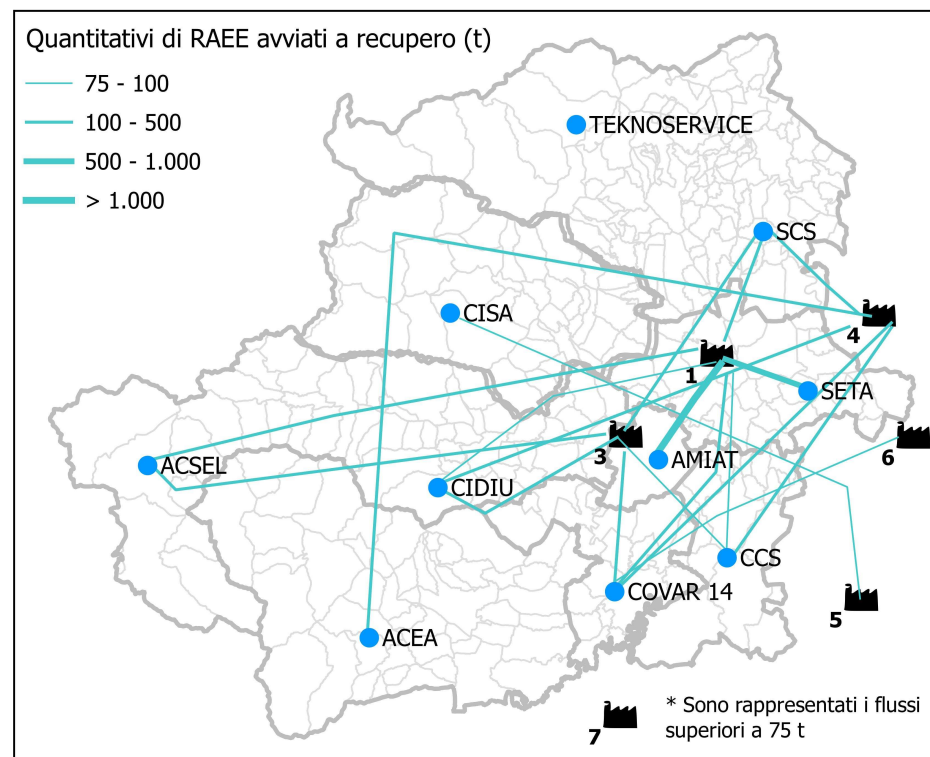 Quantitativi di RAEE avviati a recupero (t)
75 - 100
100 - 500
500 - 1.000
> 1.000
TEKNOSERVICE
SCS
CISA
4
1
SETA
ACSEL
3
AMIAT
6
CIDIU
CCS
COVAR 14
5
ACEA
7
* Sono rappresentati i flussi
superiori a 75 t